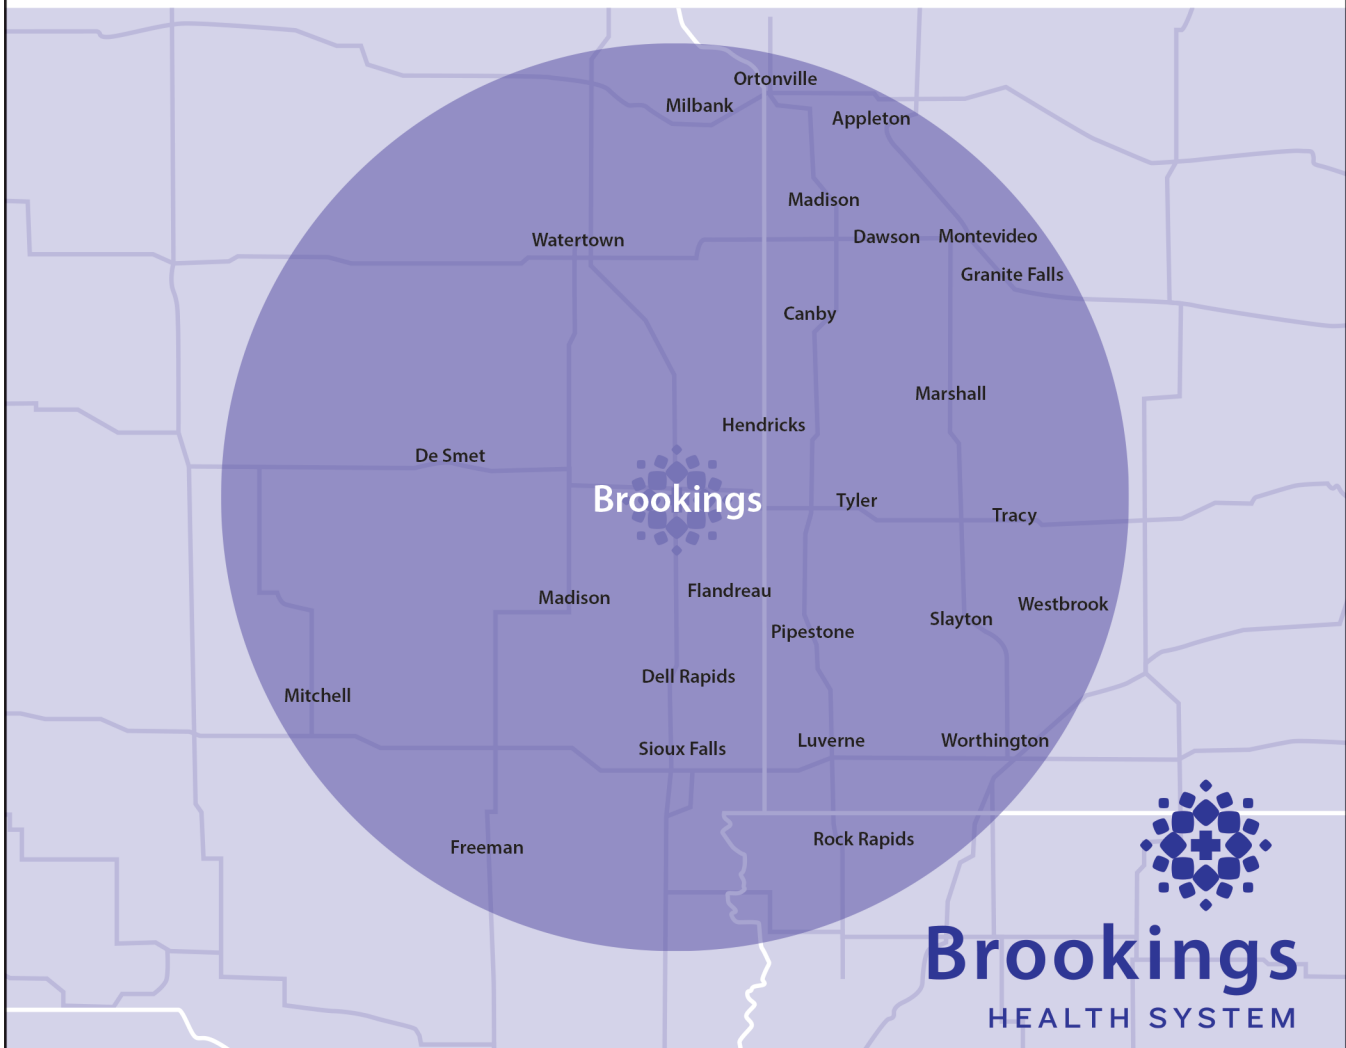 Ortonville
Milbank
Appleton
Madison
Watertown
Dawson
Montevideo
Granite Falls
Canby
Marshall
Hendricks
De Smet
Brookings
Tyler
Tracy
Flandreau
Madison
Westbrook
Slayton
Pipestone
Dell Rapids
Mitchell
Sioux Falls
Luverne
Worthington
Rock Rapids
Freeman
Brookings
HEALTH SYSTEM